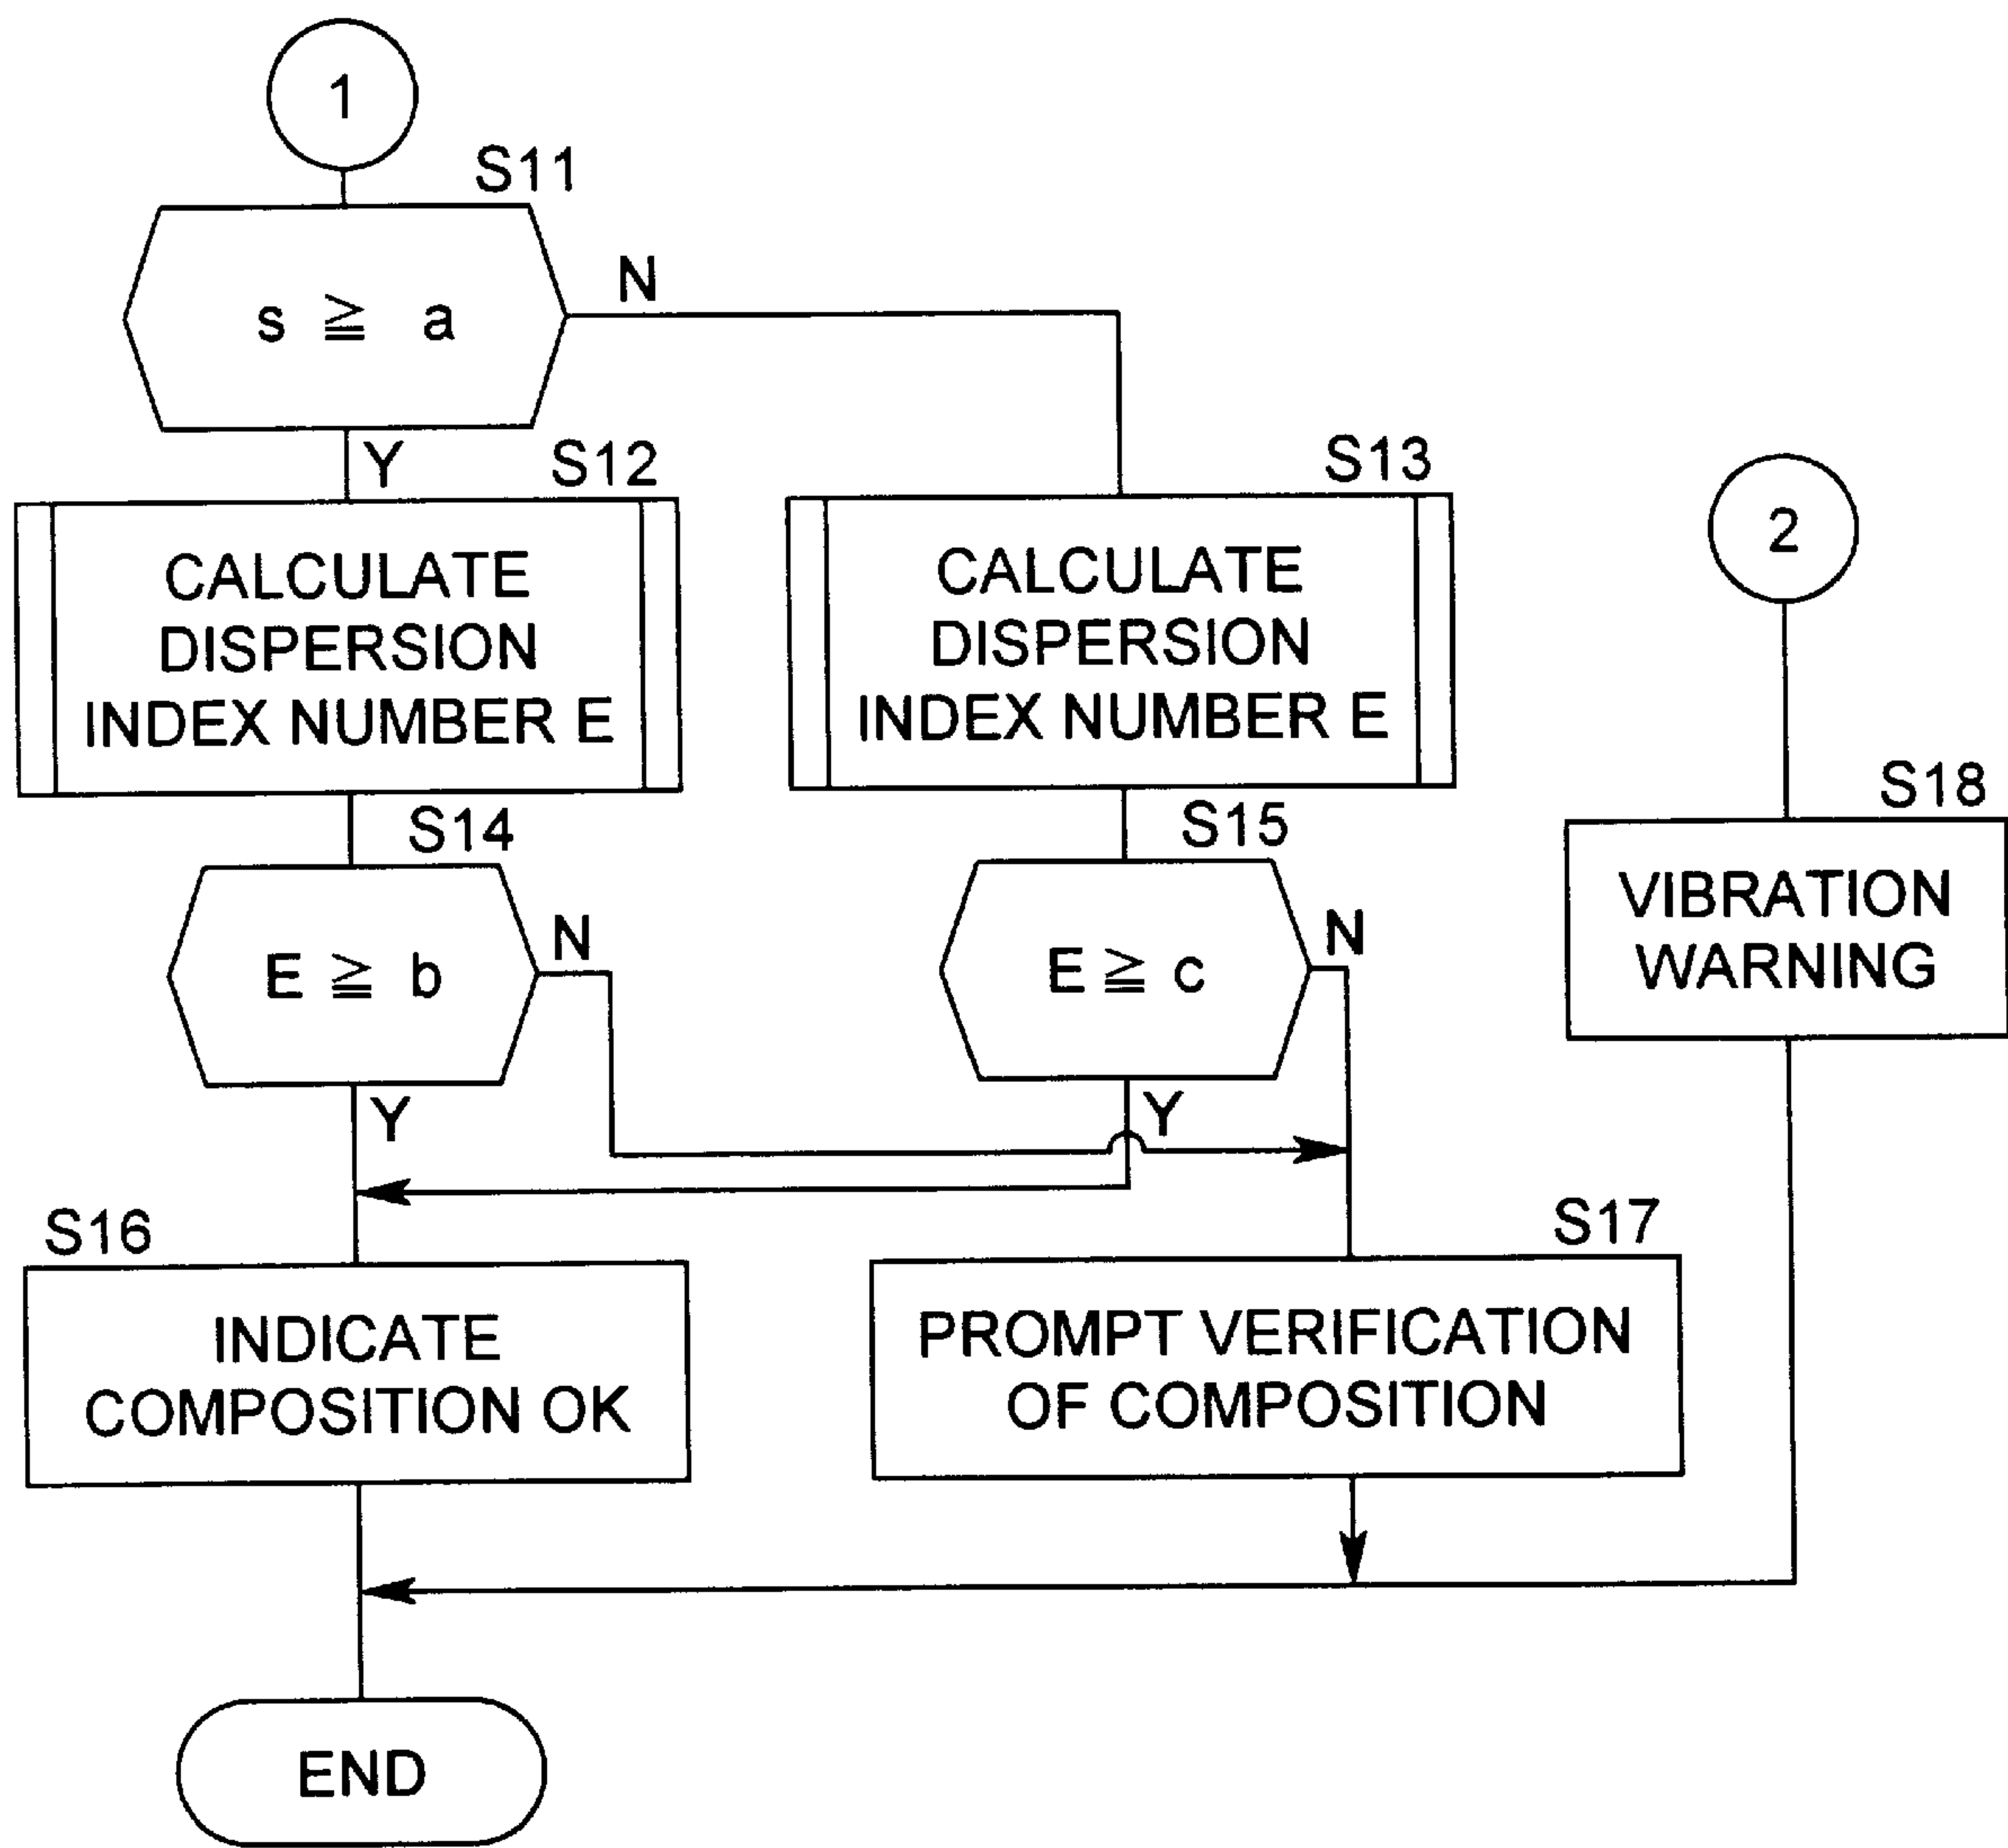 1
S11
s ≧ a
N
Y
S12
CALCULATE
DISPERSION
INDEX NUMBER E
S13
CALCULATE
DISPERSION
INDEX NUMBER E
2
S14
E ≧ b
N
Y
S15
E ≧ c
N
Y
S18
VIBRATION
WARNING
S16
INDICATE
COMPOSITION OK
S17
PROMPT VERIFICATION
OF COMPOSITION
END